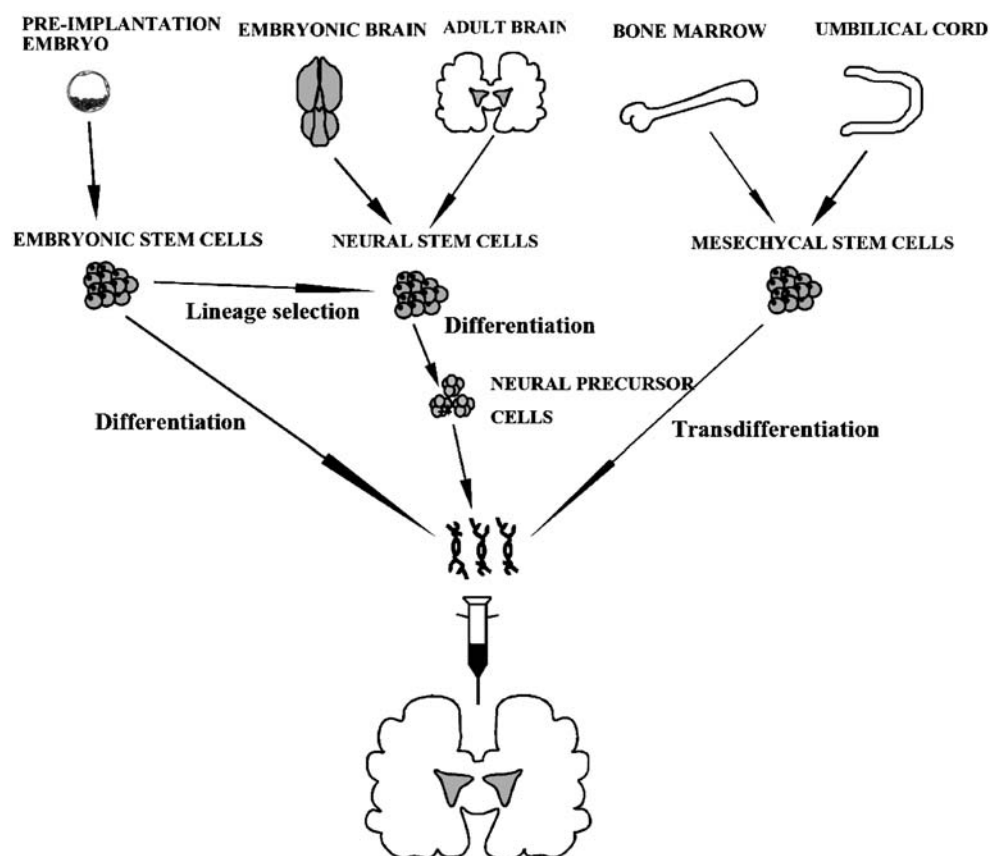 PRE-IMPLANTATION
EMBRYO
EMBRYONIC BRAIN
ADULT BRAIN
BONE MARROW
UMBILICAL CORD
EMBRYONIC STEM CELLS
NEURAL STEM CELLS
MESECHYCAL STEM CELLS
Lineage selection
Differentiation
NEURAL PRECURSOR
CELLS
Differentiation
Transdifferentiation